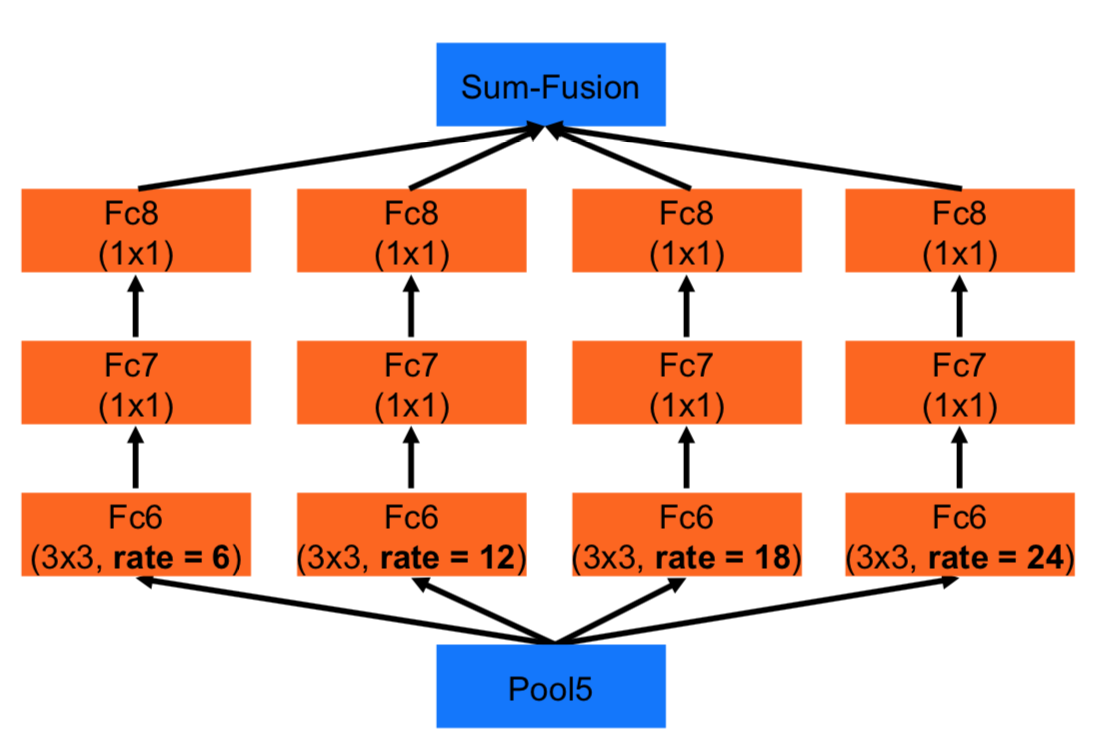 Sum-Fusion
Fc8 Fc8 Fc8 Fc8
(1x1) (1x1) (1x1) (1x1)
Fc7 Fc7 Fc7 Fc7
(1x1) (1x1) (1x1) (1x1)
Fc6 Fc6 Fc6 Fc6
(3x3, rate = 6) (3x3, rate = 12) (3x3, rate = 18) (3x3, rate = 24)
Pool5